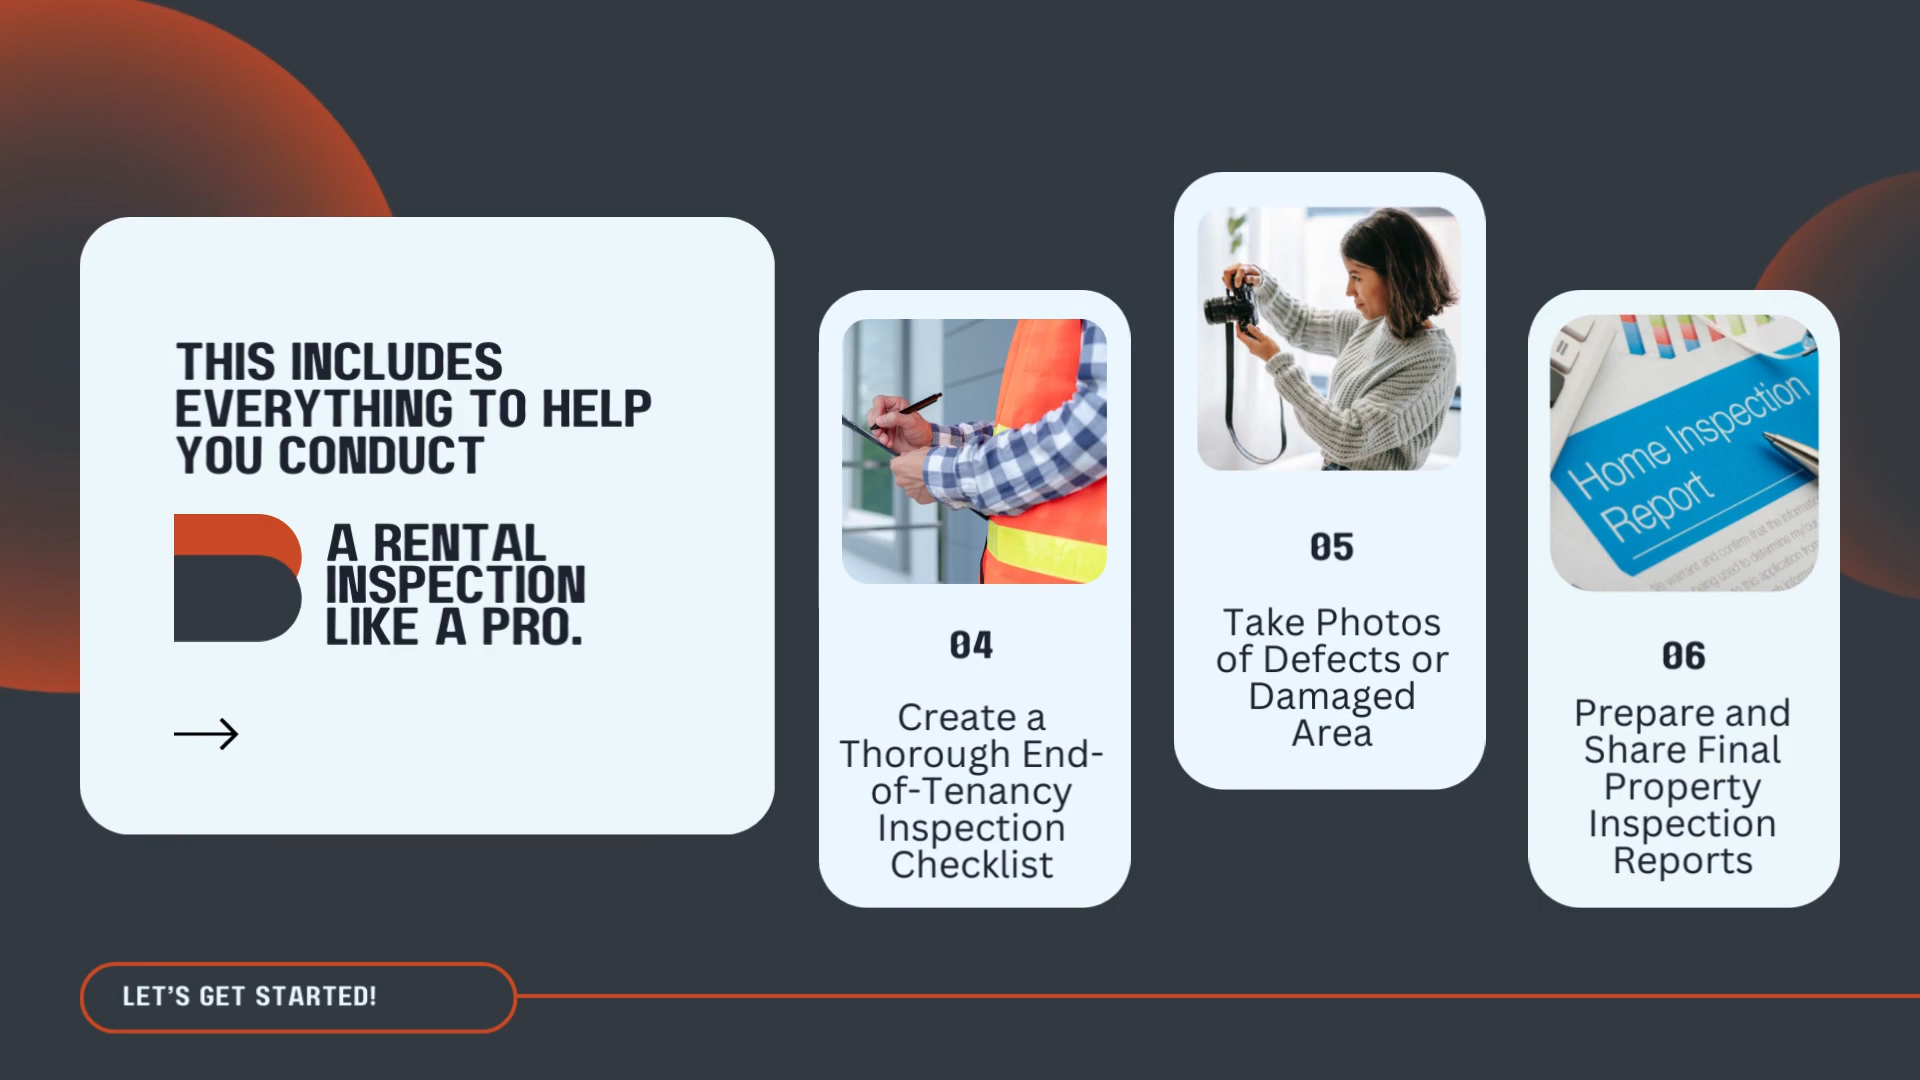 THIS INCLUDES
EVERYTHING TO HELP
YOU CONDUCT
A RENTAL
INSPECTION
LIKE A PRO.
04
Create a
Thorough End-
of-Tenancy
Inspection
Checklist
05
Take Photos
of Defects or
Damaged
Area
Home Inspection
Report
06
Prepare and
Share Final
Property
Inspection
Reports
LET'S GET STARTED!